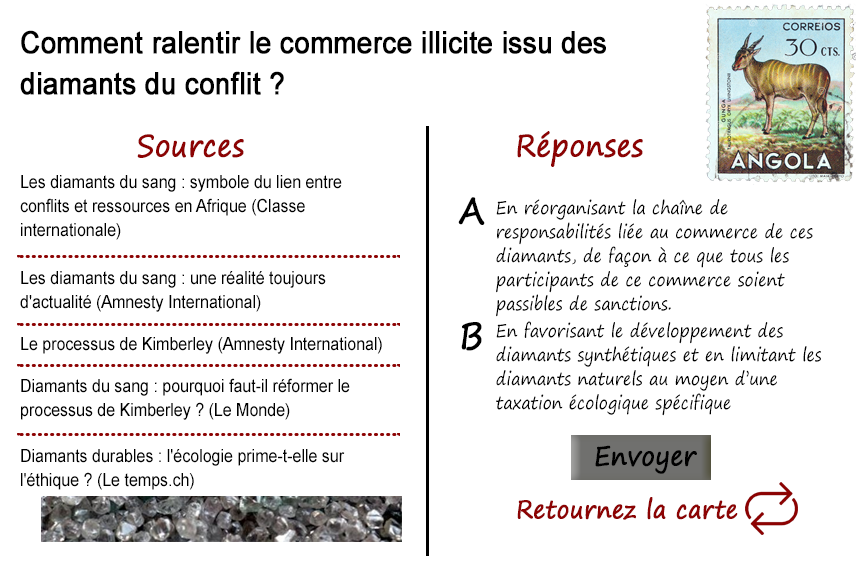 Comment ralentir le commerce illicite issu des
diamants du conflit ?
CORREIOS
30 CTS.
GUNGA
ANGOLA
Sources
Les diamants du sang : symbole du lien entre
conflits et ressources en Afrique (Classe
internationale)
Les diamants du sang : une réalité toujours
d'actualité (Amnesty International)
Le processus de Kimberley (Amnesty International)
Diamants du sang : pourquoi faut-il réformer le
processus de Kimberley ? (Le Monde)
Diamants durables : l'écologie prime-t-elle sur
l'éthique ? (Le temps.ch)
Réponses
A En réorganisant la chaîne de
responsabilités liée au commerce de ces
diamants, de façon à ce que tous les
participants de ce commerce soient
passibles de sanctions.
B En favorisant le développement des
diamants synthétiques et en limitant les
diamants naturels au moyen d'une
taxation écologique spécifique
Envoyer
Retournez la carte